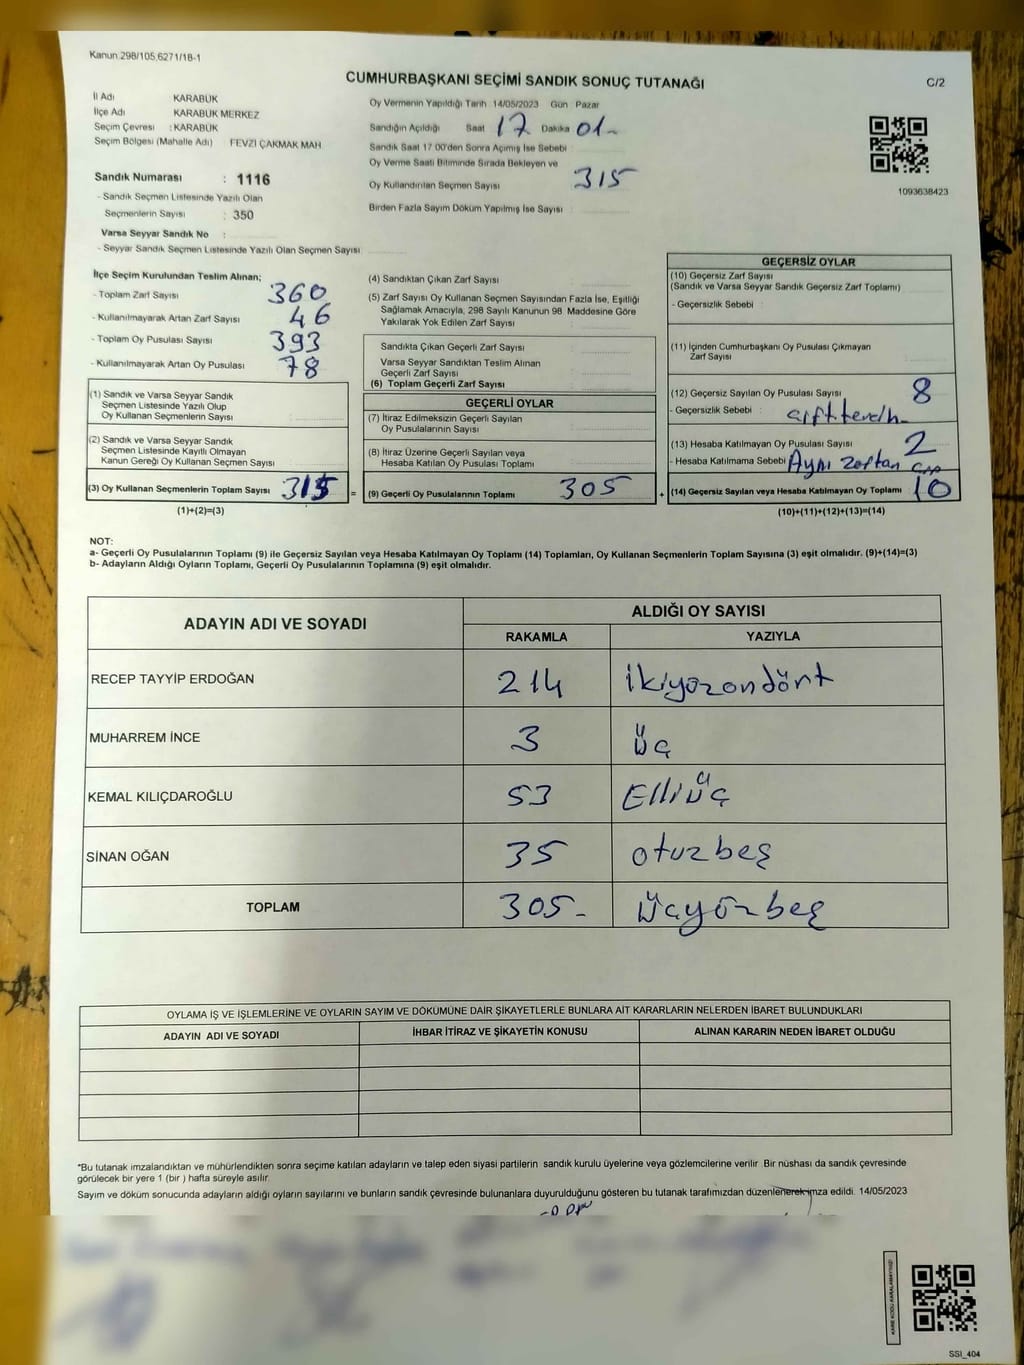 Kanun 298/105,6271/18-1
CUMHURBAŞKANI SEÇİMİ SANDIK SONUÇ TUTANAĞI
C/2
İl Adı KARABÜK
İlçe Adı KARABÜK MERKEZ
Seçim Çevresi : KARABÜK
Seçim Bölgesi (Mahalle Adı) FEVZİ ÇAKMAK MAH
Oy Vermenin Yapıldığı Tarih 14/05/2023 Gün Pazar
Sandığın Açıldığı Saat 17 Dakika 01-
Sandık Saat 17 00'den Sonra Açımış İse Sebebi
Oy Verme Saati Bitiminde Sırada Bekleyen ve
Oy Kullandırılan Seçmen Sayısı 315
Birden Fazla Sayım Döküm Yapılmış İse Sayısı :
1093638423
Sandık Numarası : 1116
- Sandık Seçmen Listesinde Yazılı Olan
Seçmenlerin Sayısı : 350
Varsa Seyyar Sandık No :
- Seyyar Sandık Seçmen Listesinde Yazılı Olan Seçmen Sayısı
İlçe Seçim Kurulundan Teslim Alınan;
- Toplam Zarf Sayısı 360
- Kullanılmayarak Artan Zarf Sayısı 46
- Toplam Oy Pusulası Sayısı 393
- Kullanılmayarak Artan Oy Pusulası 78
(1) Sandık ve Varsa Seyyar Sandık
Seçmen Listesinde Yazılı Olup
Oy Kullanan Seçmenlerin Sayısı :
(2) Sandık ve Varsa Seyyar Sandık
Seçmen Listesinde Kayıtlı Olmayan
Kanun Gereği Oy Kullanan Seçmen Sayısı
(3) Oy Kullanan Seçmenlerin Toplam Sayısı 315
(1)+(2)=(3)
(4) Sandıktan Çıkan Zarf Sayısı
(5) Zarf Sayısı Oy Kullanan Seçmen Sayısından Fazla İse, Eşitliği
Sağlamak Amacıyla, 298 Sayılı Kanunun 98 Maddesine Göre
Yakılarak Yok Edilen Zarf Sayısı
Sandıkta Çıkan Geçerli Zarf Sayısı
Varsa Seyyar Sandıktan Teslim Alınan
Geçerli Zarf Sayısı
(6) Toplam Geçerli Zarf Sayısı
=
GEÇERLİ OYLAR
(7) İtiraz Edilmeksizin Geçerli Sayılan
Oy Pusulalarının Sayısı
(8) İtiraz Üzerine Geçerli Sayılan veya
Hesaba Katılan Oy Pusulası Toplamı
(9) Geçerli Oy Pusulalarının Toplamı 305
+
GEÇERSİZ OYLAR
(10) Geçersiz Zarf Sayısı
(Sandık ve Varsa Seyyar Sandık Geçersiz Zarf Toplamı)
- Geçersizlik Sebebi :
(11) İçinden Cumhurbaşkanı Oy Pusulası Çıkmayan
Zarf Sayısı
(12) Geçersiz Sayılan Oy Pusulası Sayısı 8
- Geçersizlik Sebebi :
(13) Hesaba Katılmayan Oy Pusulası Sayısı 2
- Hesaba Katılmama Sebebi Aynı zarftan
(14) Geçersiz Sayılan veya Hesaba Katılmayan Oy Toplamı 10
(10)+(11)+(12)+(13)=(14)
NOT:
a- Geçerli Oy Pusulalarının Toplamı (9) ile Geçersiz Sayılan veya Hesaba Katılmayan Oy Toplamı (14) Toplamları, Oy Kullanan Seçmenlerin Toplam Sayısına (3) eşit olmalıdır. (9)+(14)=(3)
b- Adayların Aldığı Oyların Toplamı, Geçerli Oy Pusulalarının Toplamına (9) eşit olmalıdır.
ADAYIN ADI VE SOYADI ALDIĞI OY SAYISI
RAKAMLA YAZIYLA
RECEP TAYYİP ERDOĞAN 214 ikiyüzondört
MUHARREM İNCE 3 üç
KEMAL KILIÇDAROĞLU 53 Elliüç
SİNAN OĞAN 35 otuzbeş
TOPLAM 305- üçyüzbeş
OYLAMA İŞ VE İŞLEMLERİNE VE OYLARIN SAYIM VE DÖKÜMÜNE DAİR ŞİKAYETLERLE BUNLARA AİT KARARLARIN NELERDEN İBARET BULUNDUKLARI
ADAYIN ADI VE SOYADI İHBAR İTİRAZ VE ŞİKAYETİN KONUSU ALINAN KARARIN NEDEN İBARET OLDUĞU
*Bu tutanak imzalandıktan ve mühürlendikten sonra seçime katılan adayların ve talep eden siyasi partilerin sandık kurulu üyelerine veya gözlemcilerine verilir Bir nüshası da sandık çevresinde
görülecek bir yere 1 (bir ) hafta süreyle asılır.
Sayım ve döküm sonucunda adayların aldığı oyların sayılarını ve bunların sandık çevresinde bulunanlara duyurulduğunu gösteren bu tutanak tarafımızdan düzenlenerek imza edildi. 14/05/2023
KARE KODU KARALAMAYINIZ!
SSI_404